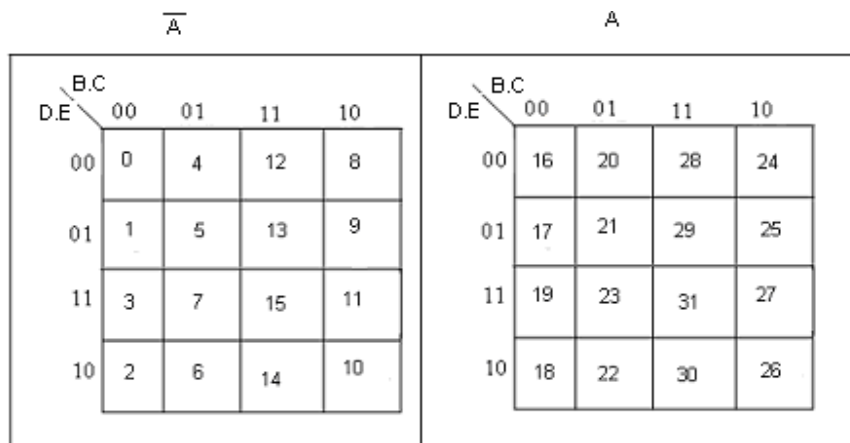 A̅ A
B.C B.C
D.E 00 01 11 10 D.E 00 01 11 10
00 0 4 12 8 00 16 20 28 24
01 1 5 13 9 01 17 21 29 25
11 3 7 15 11 11 19 23 31 27
10 2 6 14 10 10 18 22 30 26